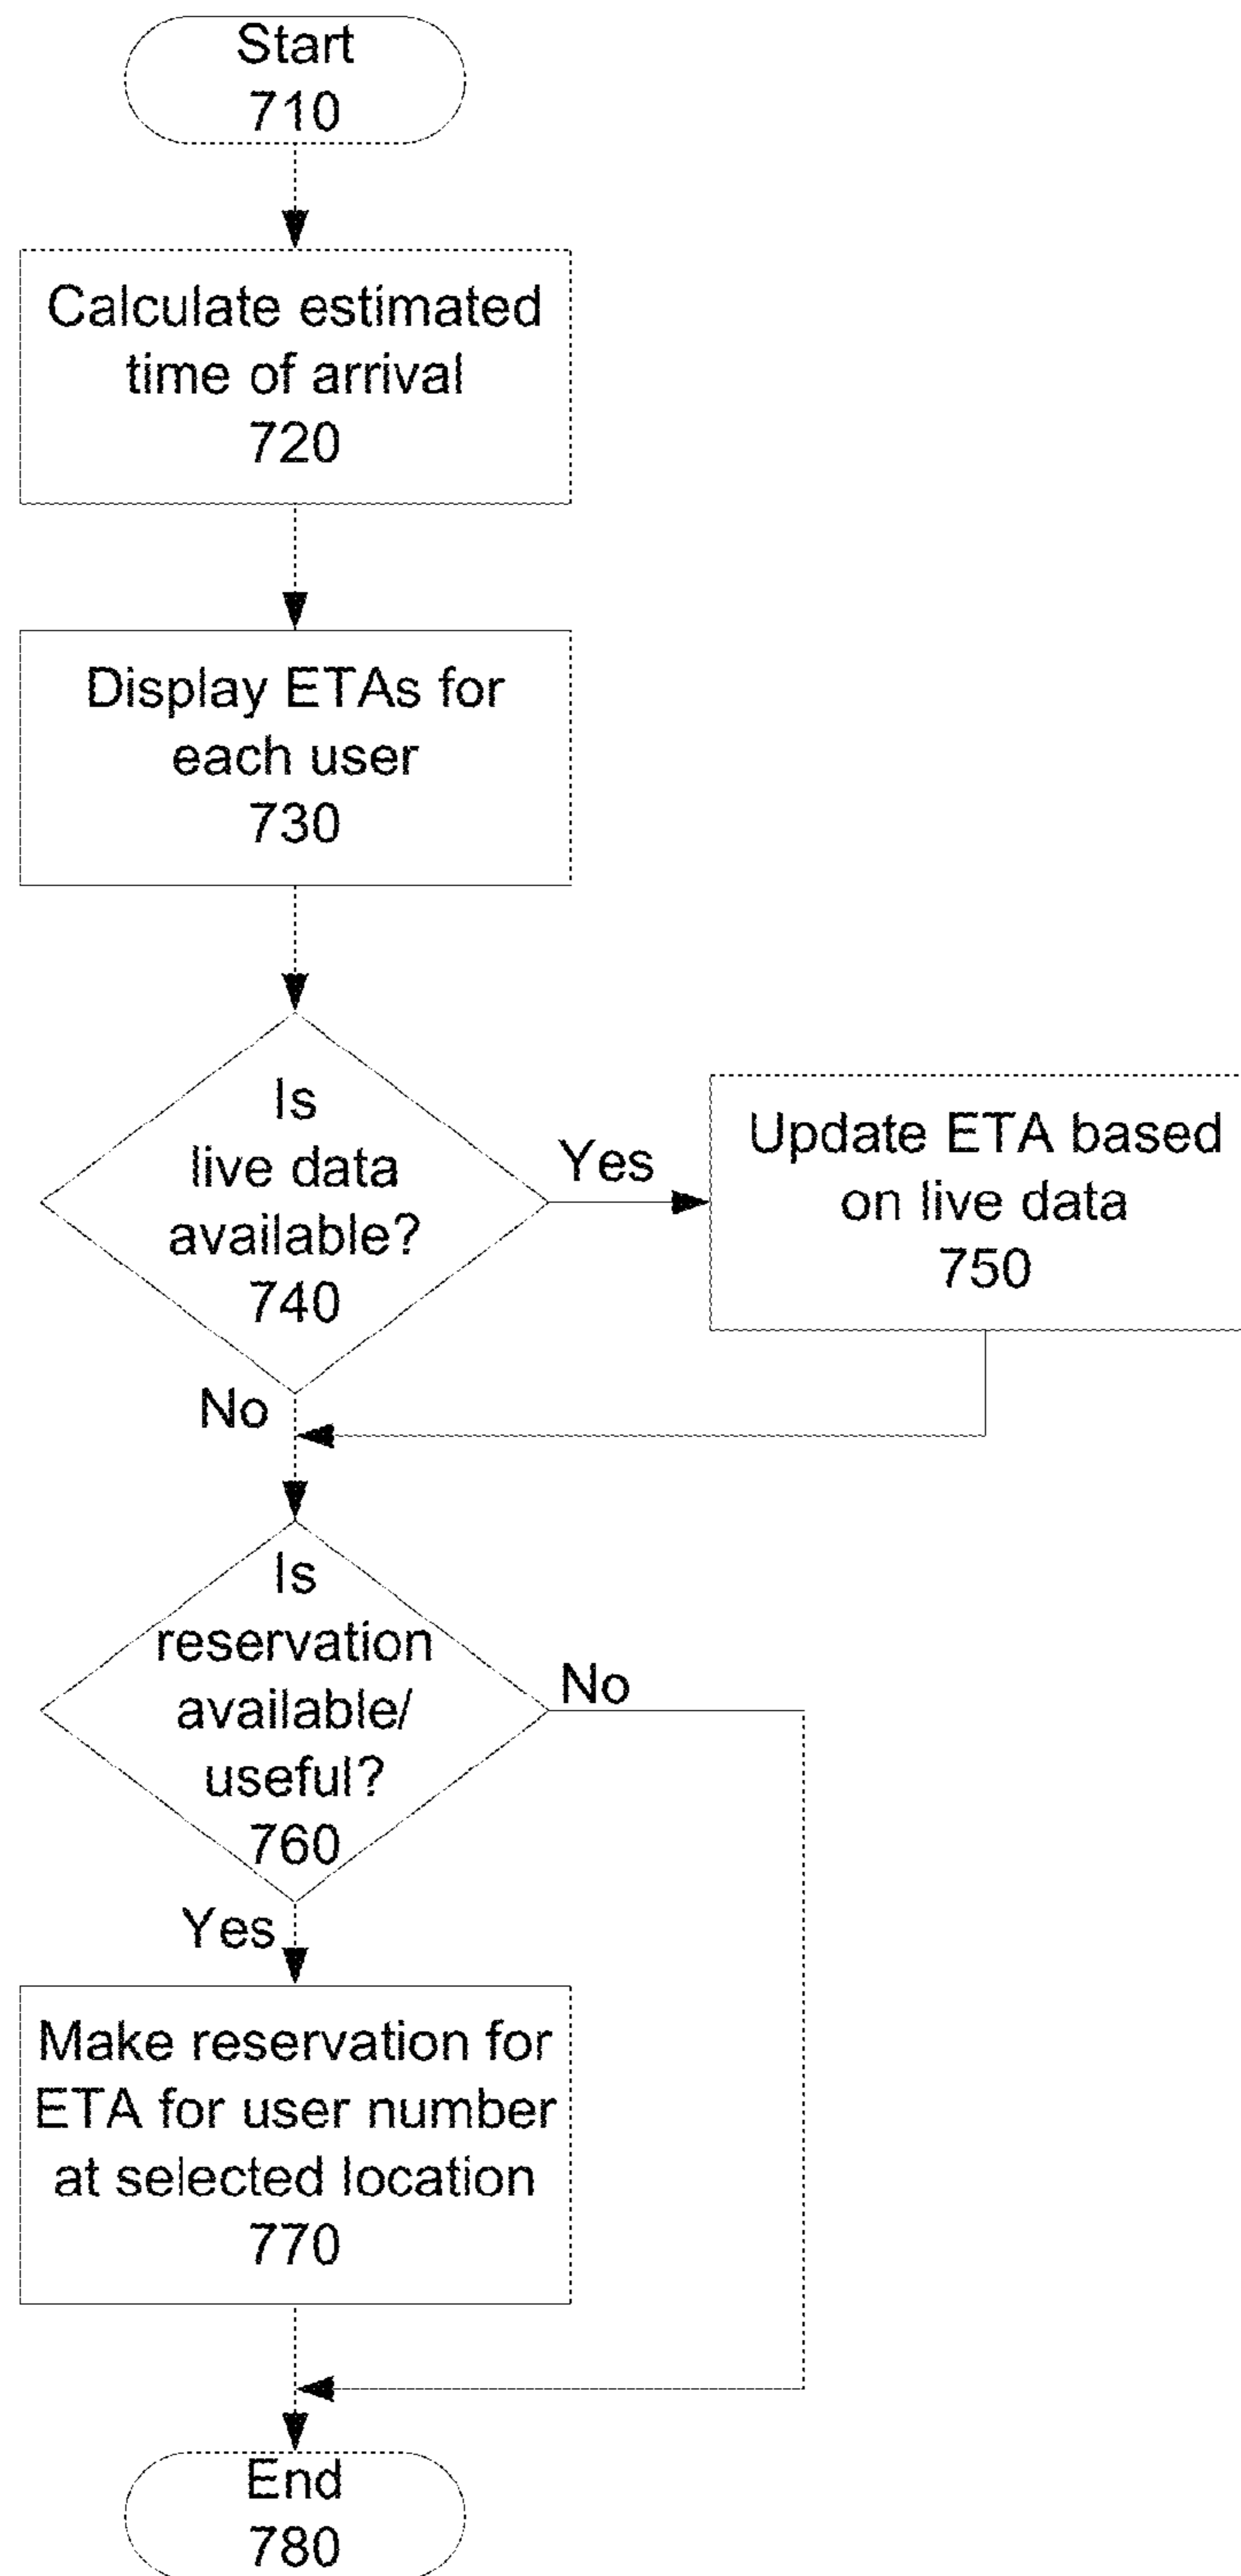 Start
710
Calculate estimated
time of arrival
720
Display ETAs for
each user
730
Is
live data
available?
740
Yes
Update ETA based
on live data
750
No
Is
reservation
available/
useful?
760
No
Yes
Make reservation for
ETA for user number
at selected location
770
End
780